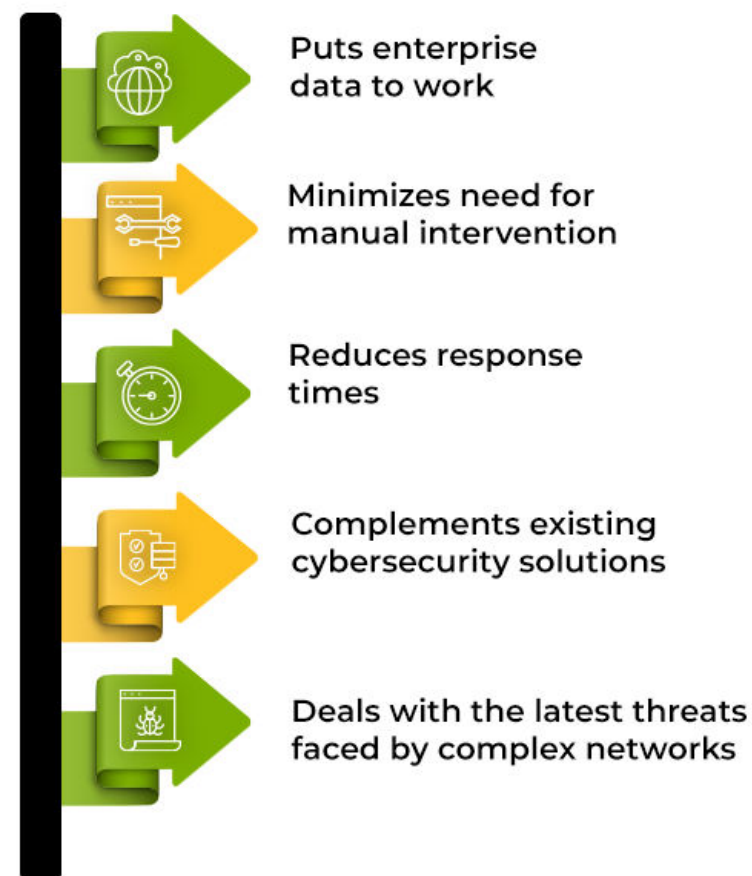 Puts enterprise
data to work
Minimizes need for
manual intervention
Reduces response
times
Complements existing
cybersecurity solutions
Deals with the latest threats
faced by complex networks